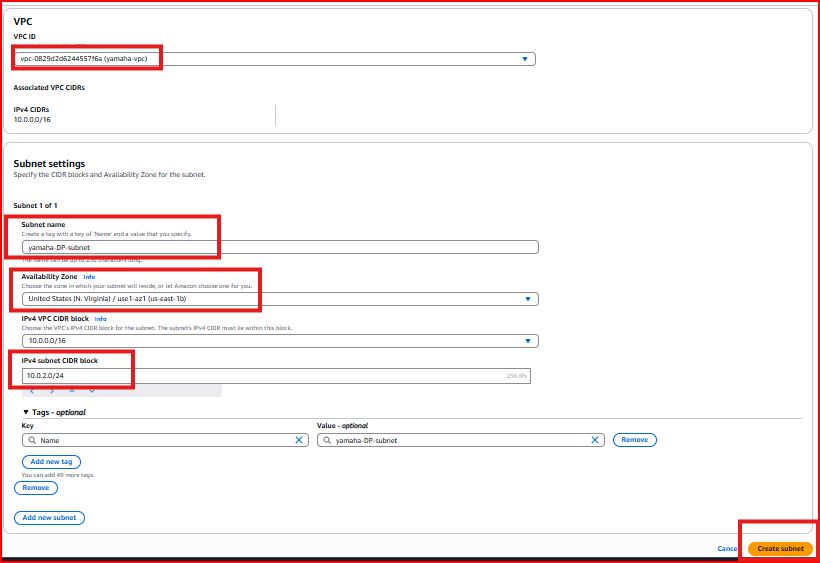 VPC
VPC ID
vpc-0829d2d6244557f6a (yamaha-vpc)
Associated VPC CIDRs
IPv4 CIDRs
10.0.0.0/16
Subnet settings
Specify the CIDR blocks and Availability Zone for the subnet.
Subnet 1 of 1
Subnet name
Create a tag with a key of 'Name' and a value that you specify.
yamaha-DP-subnet
The name can be up to 256 characters long.
Availability Zone Info
Choose the zone in which your subnet will reside, or let Amazon choose one for you.
United States (N. Virginia) / use1-az1 (us-east-1b)
IPv4 VPC CIDR block Info
Choose the VPC's IPv4 CIDR block for the subnet. The subnet's IPv4 CIDR must lie within this block.
10.0.0.0/16
IPv4 subnet CIDR block
10.0.2.0/24 256 IPs
Tags - optional
Key Value - optional
Name yamaha-DP-subnet Remove
Add new tag
You can add 49 more tags.
Remove
Add new subnet
Cance Create subnet